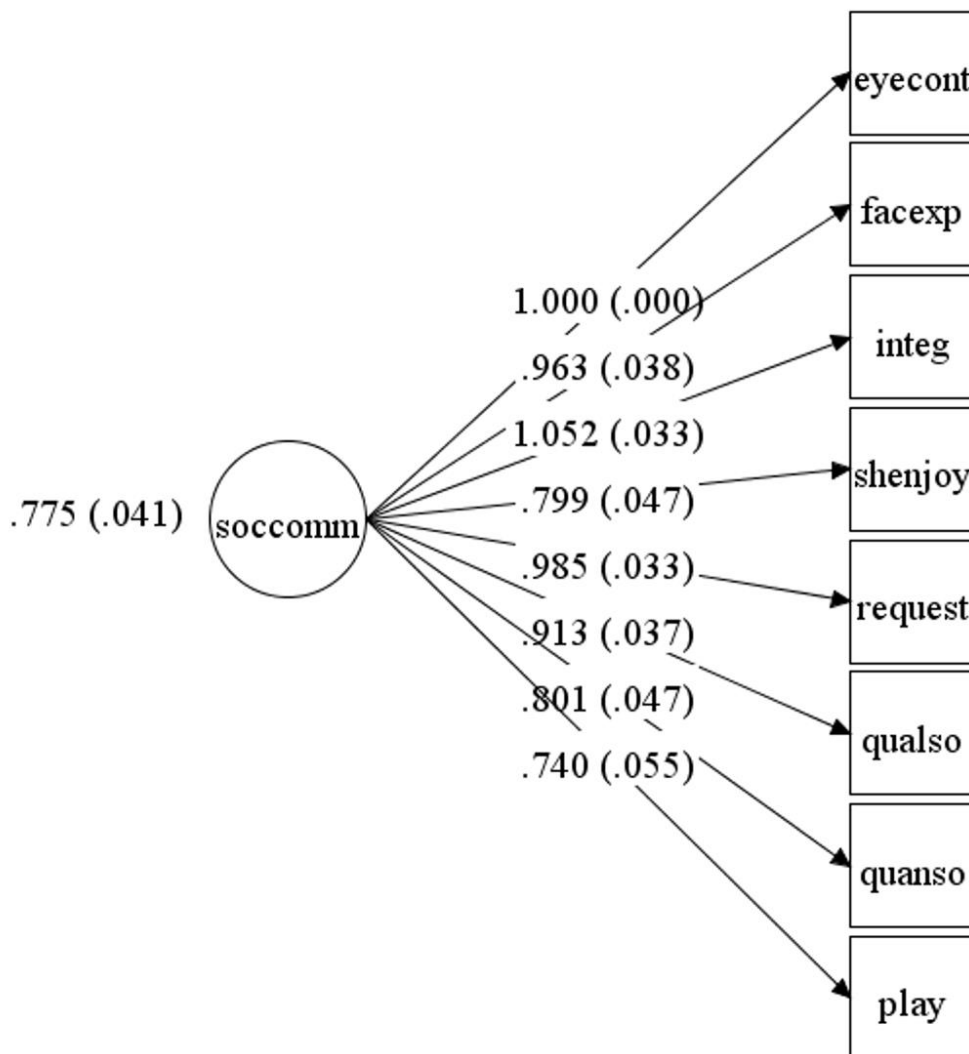 eyecont
facexp
1.000 (.000)
integ
.963 (.038)
1.052 (.033)
shenjoy
.799 (.047)
.775 (.041)
soccomm
.985 (.033)
request
.913 (.037)
.801 (.047)
qualso
.740 (.055)
quanso
play